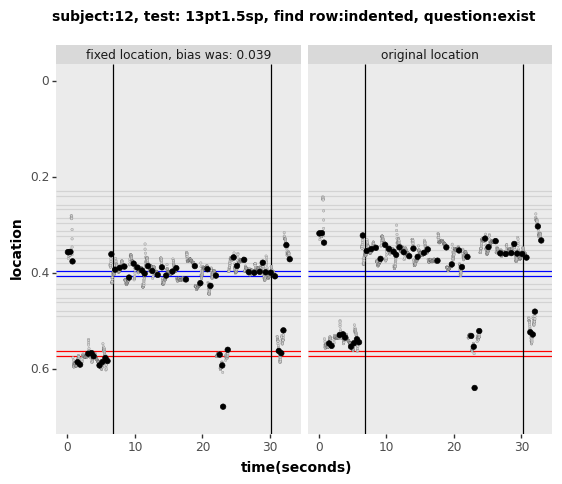 subject:12, test: 13pt1.5sp, find row:indented, question:exist
fixed location, bias was: 0.039
original location
0
0.2
0.4
0.6
location
0
10
20
30
0
10
20
30
time(seconds)